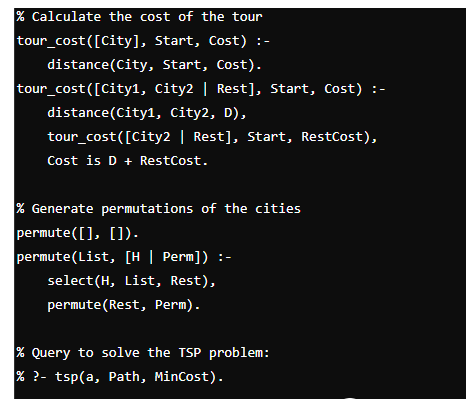 % Calculate the cost of the tour
tour_cost([City], Start, Cost) :-
    distance(City, Start, Cost).
tour_cost([City1, City2 | Rest], Start, Cost) :-
    distance(City1, City2, D),
    tour_cost([City2 | Rest], Start, RestCost),
    Cost is D + RestCost.

% Generate permutations of the cities
permute([], []).
permute(List, [H | Perm]) :-
    select(H, List, Rest),
    permute(Rest, Perm).

% Query to solve the TSP problem:
% ?- tsp(a, Path, MinCost).